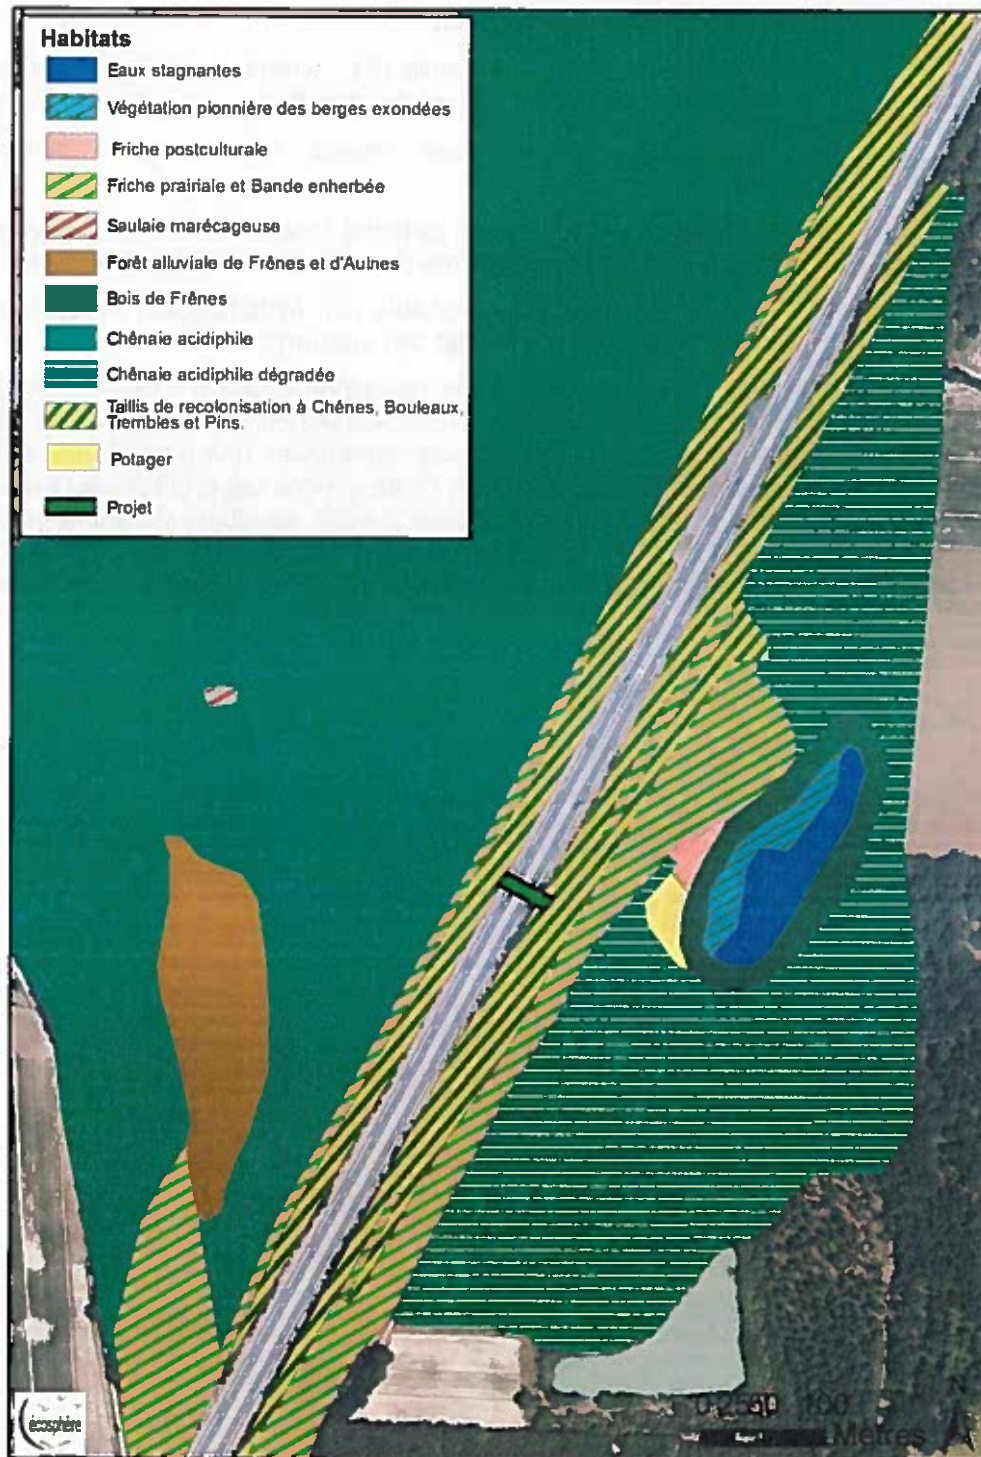 Habitats
Eaux stagnantes
Végétation pionnière des berges exondées
Friche postculturale
Friche prairiale et Bande enherbée
Saulaie marécageuse
Forêt alluviale de Frênes et d'Aulnes
Bois de Frênes
Chênaie acidiphile
Chênaie acidiphile dégradée
Taillis de recolonisation à Chênes, Bouleaux,
Trembles et Pins.
Potager
Projet
écosphère
N
Mètres